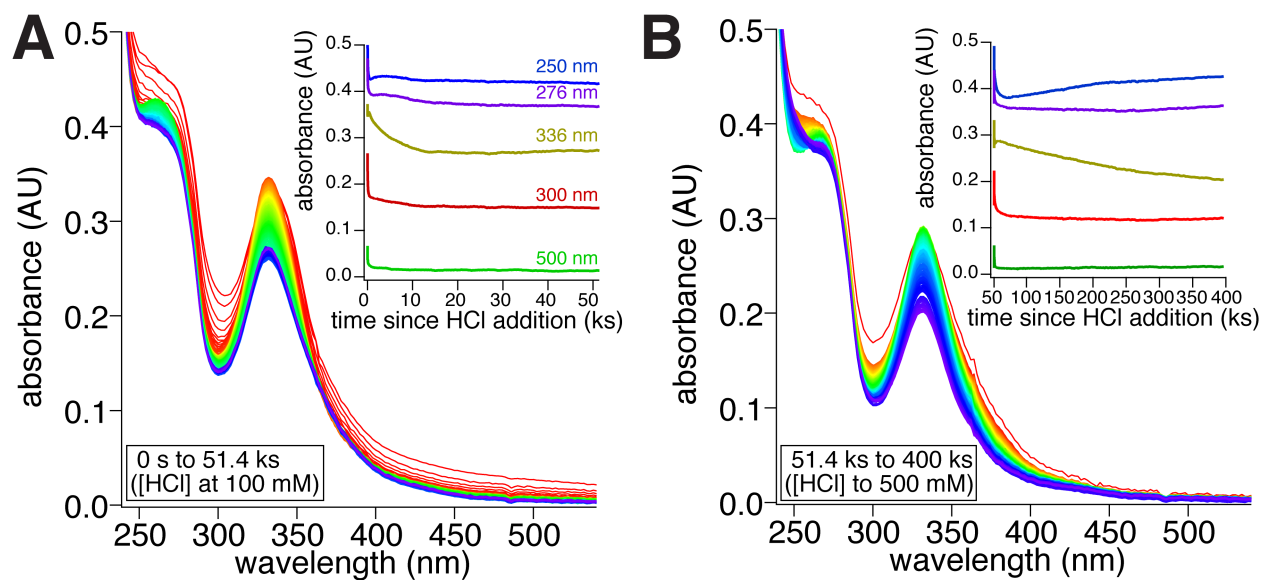 A
absorbance (AU)
0.5
0.4
0.3
0.2
0.1
0.0
250 300 350 400 450 500
wavelength (nm)
0 s to 51.4 ks
([HCl] at 100 mM)
absorbance (AU)
0.5
0.4
0.3
0.2
0.1
0.0
250 nm
276 nm
336 nm
300 nm
500 nm
0 10 20 30 40 50
time since HCl addition (ks)
B
absorbance (AU)
0.5
0.4
0.3
0.2
0.1
0.0
250 300 350 400 450 500
wavelength (nm)
51.4 ks to 400 ks
([HCl] to 500 mM)
absorbance (AU)
0.5
0.4
0.3
0.2
0.1
0.0
50 100 150 200 250 300 350 400
time since HCl addition (ks)